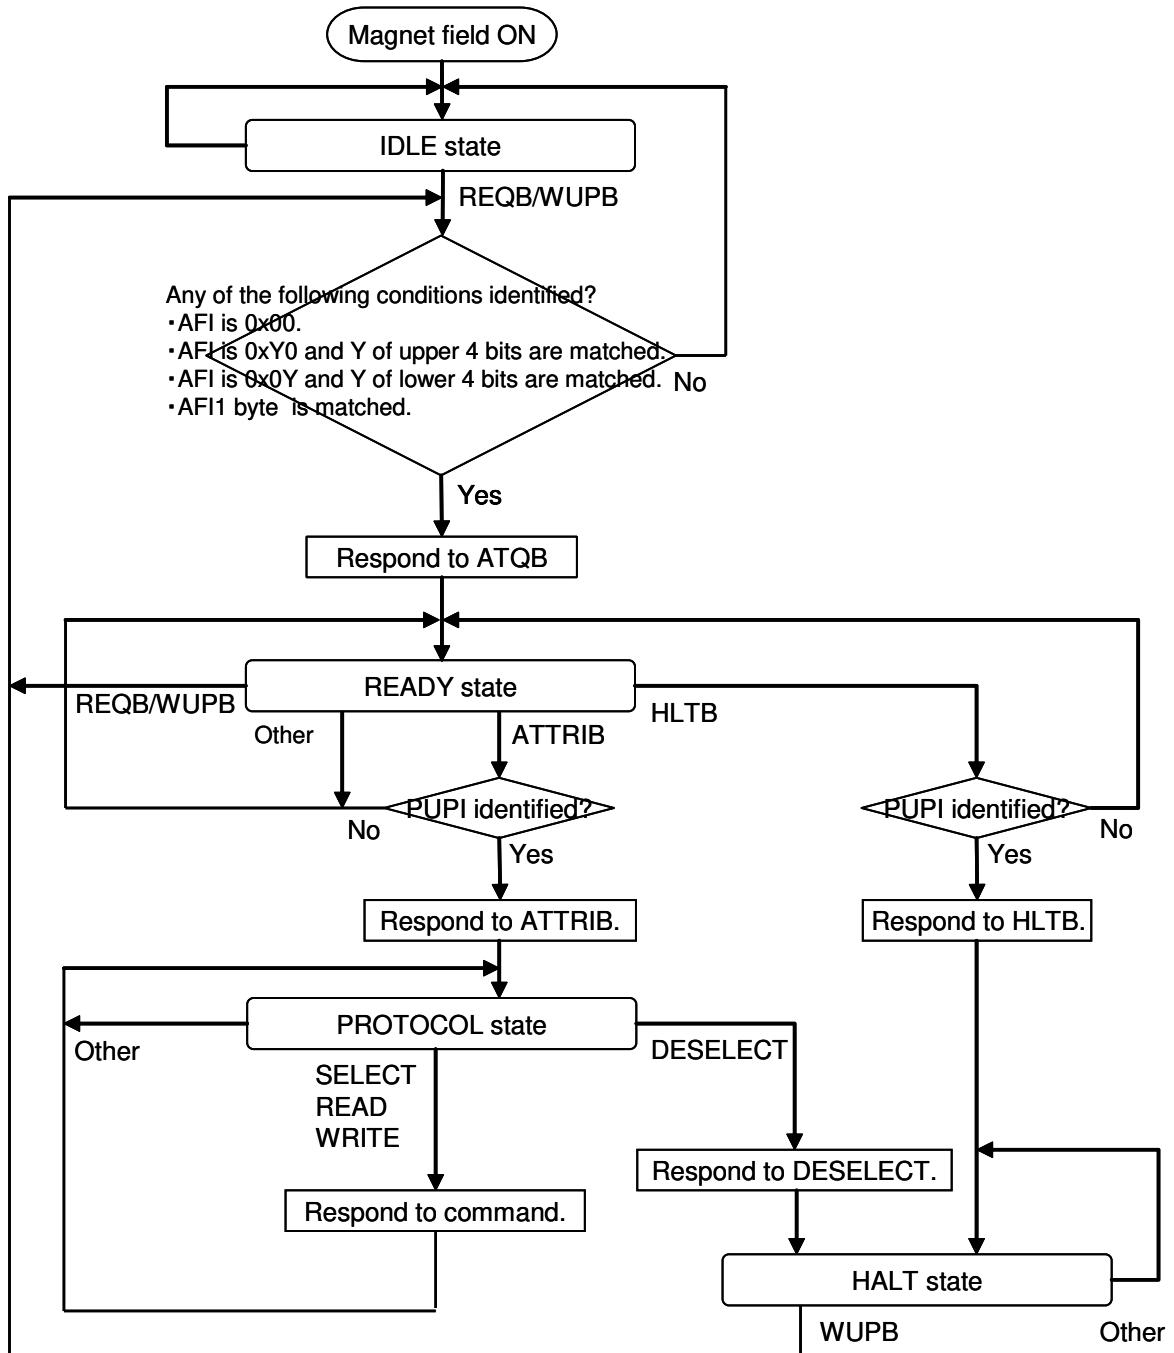 Magnet field ON
IDLE state
REQB/WUPB
Any of the following conditions identified?
・AFI is 0x00.
・AFI is 0xY0 and Y of upper 4 bits are matched.
・AFI is 0x0Y and Y of lower 4 bits are matched.
・AFI1 byte is matched.
No
Yes
Respond to ATQB
READY state
REQB/WUPB
Other
ATTRIB
HLTB
PUPI identified?
No
Yes
PUPI identified?
No
Yes
Respond to ATTRIB.
Respond to HLTB.
PROTOCOL state
Other
DESELECT
SELECT
READ
WRITE
Respond to DESELECT.
Respond to command.
HALT state
WUPB
Other